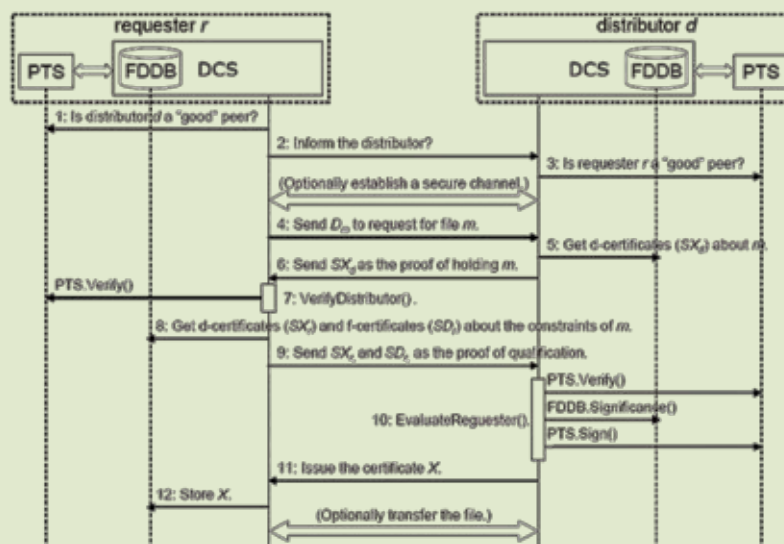 requester r
distributor d
PTS
FDDB
DCS
DCS
FDDB
PTS
1: Is distributor d a "good" peer?
2: Inform the distributor?
3: Is requester r a "good" peer?
(Optionally establish a secure channel.)
4: Send Dm to request for file m.
5: Get d-certificates (SXd) about m.
6: Send SXd as the proof of holding m.
PTS.Verify()
7: VerifyDistributor().
8: Get d-certificates (SXr) and f-certificates (SDr) about the constraints of m.
9: Send SXr and SDr as the proof of qualification.
PTS.Verify()
FDDB.Significance()
10: EvaluateReguester().
PTS.Sign()
11: Issue the certificate X.
12: Store X.
(Optionally transfer the file.)